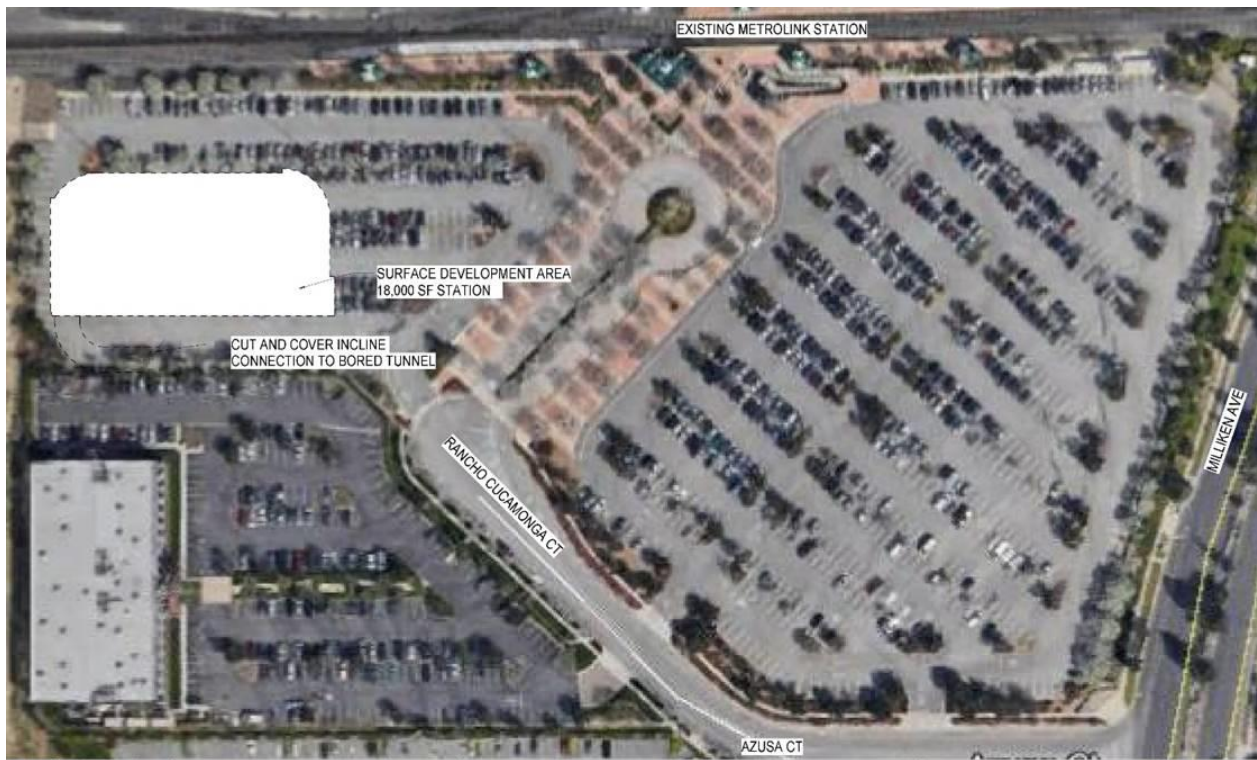 EXISTING METROLINK STATION
SURFACE DEVELOPMENT AREA
18,000 SF STATION
CUT AND COVER INCLINE
CONNECTION TO BORED TUNNEL
RANCHO CUCAMONGA CT
MILLIKEN AVE
AZUSA CT